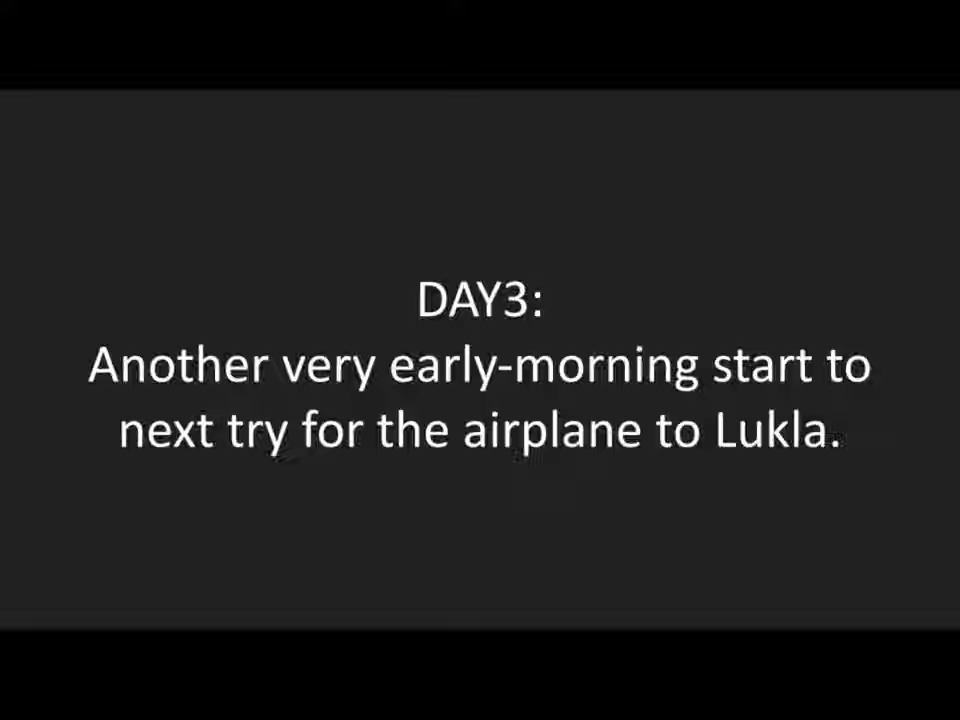 DAY3:
Another very early-morning start to
next try for the airplane to Lukla.